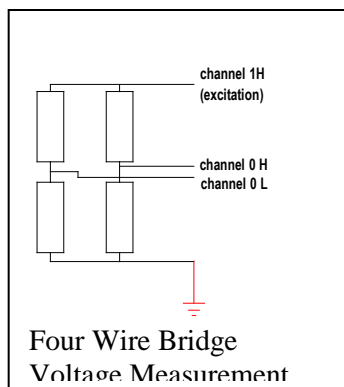 channel 1H
(excitation)
channel 0 H
channel 0 L
Four Wire Bridge
Voltage Measurement